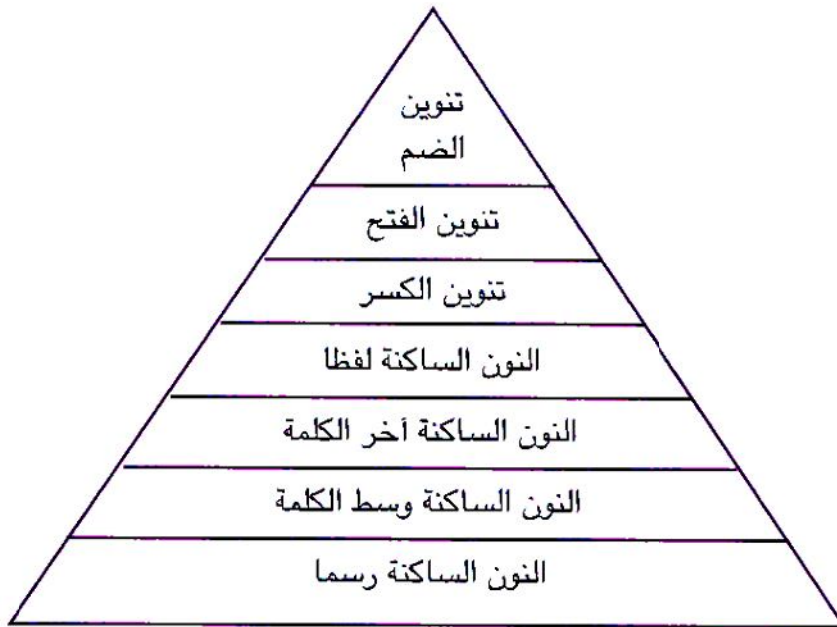 تنوين
الضم
تنوين الفتح
تنوين الكسر
النون الساكنة لفظا
النون الساكنة أخر الكلمة
النون الساكنة وسط الكلمة
النون الساكنة رسما